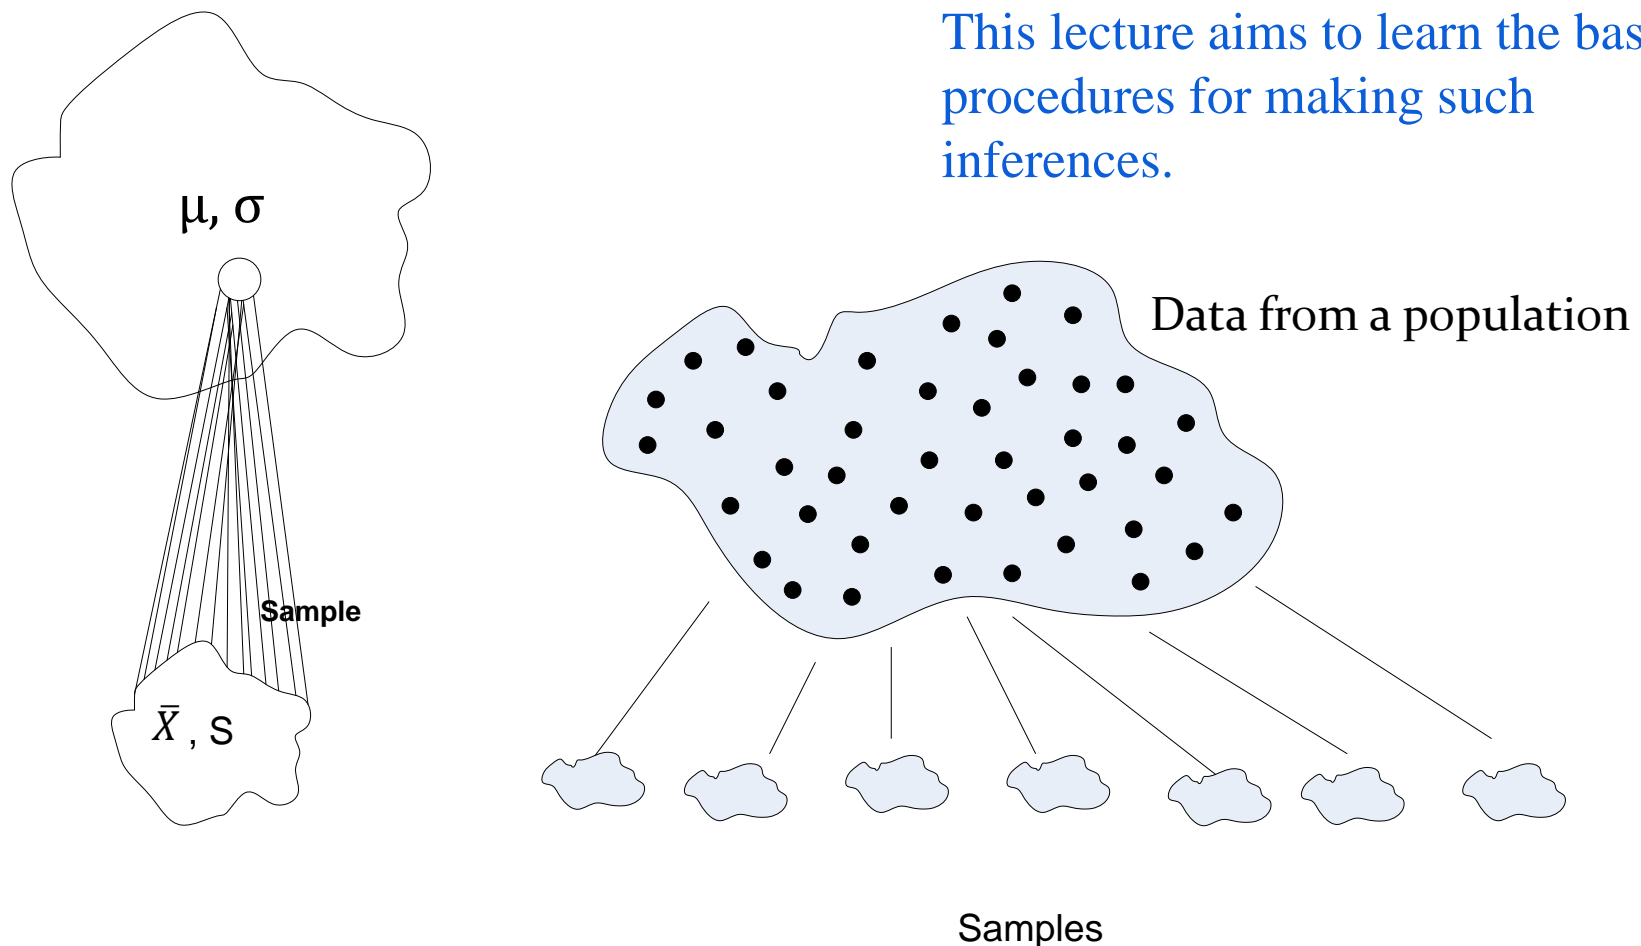 This lecture aims to learn the bas
procedures for making such
inferences.
μ, σ
Data from a population
Sample
X̄ , S
Samples